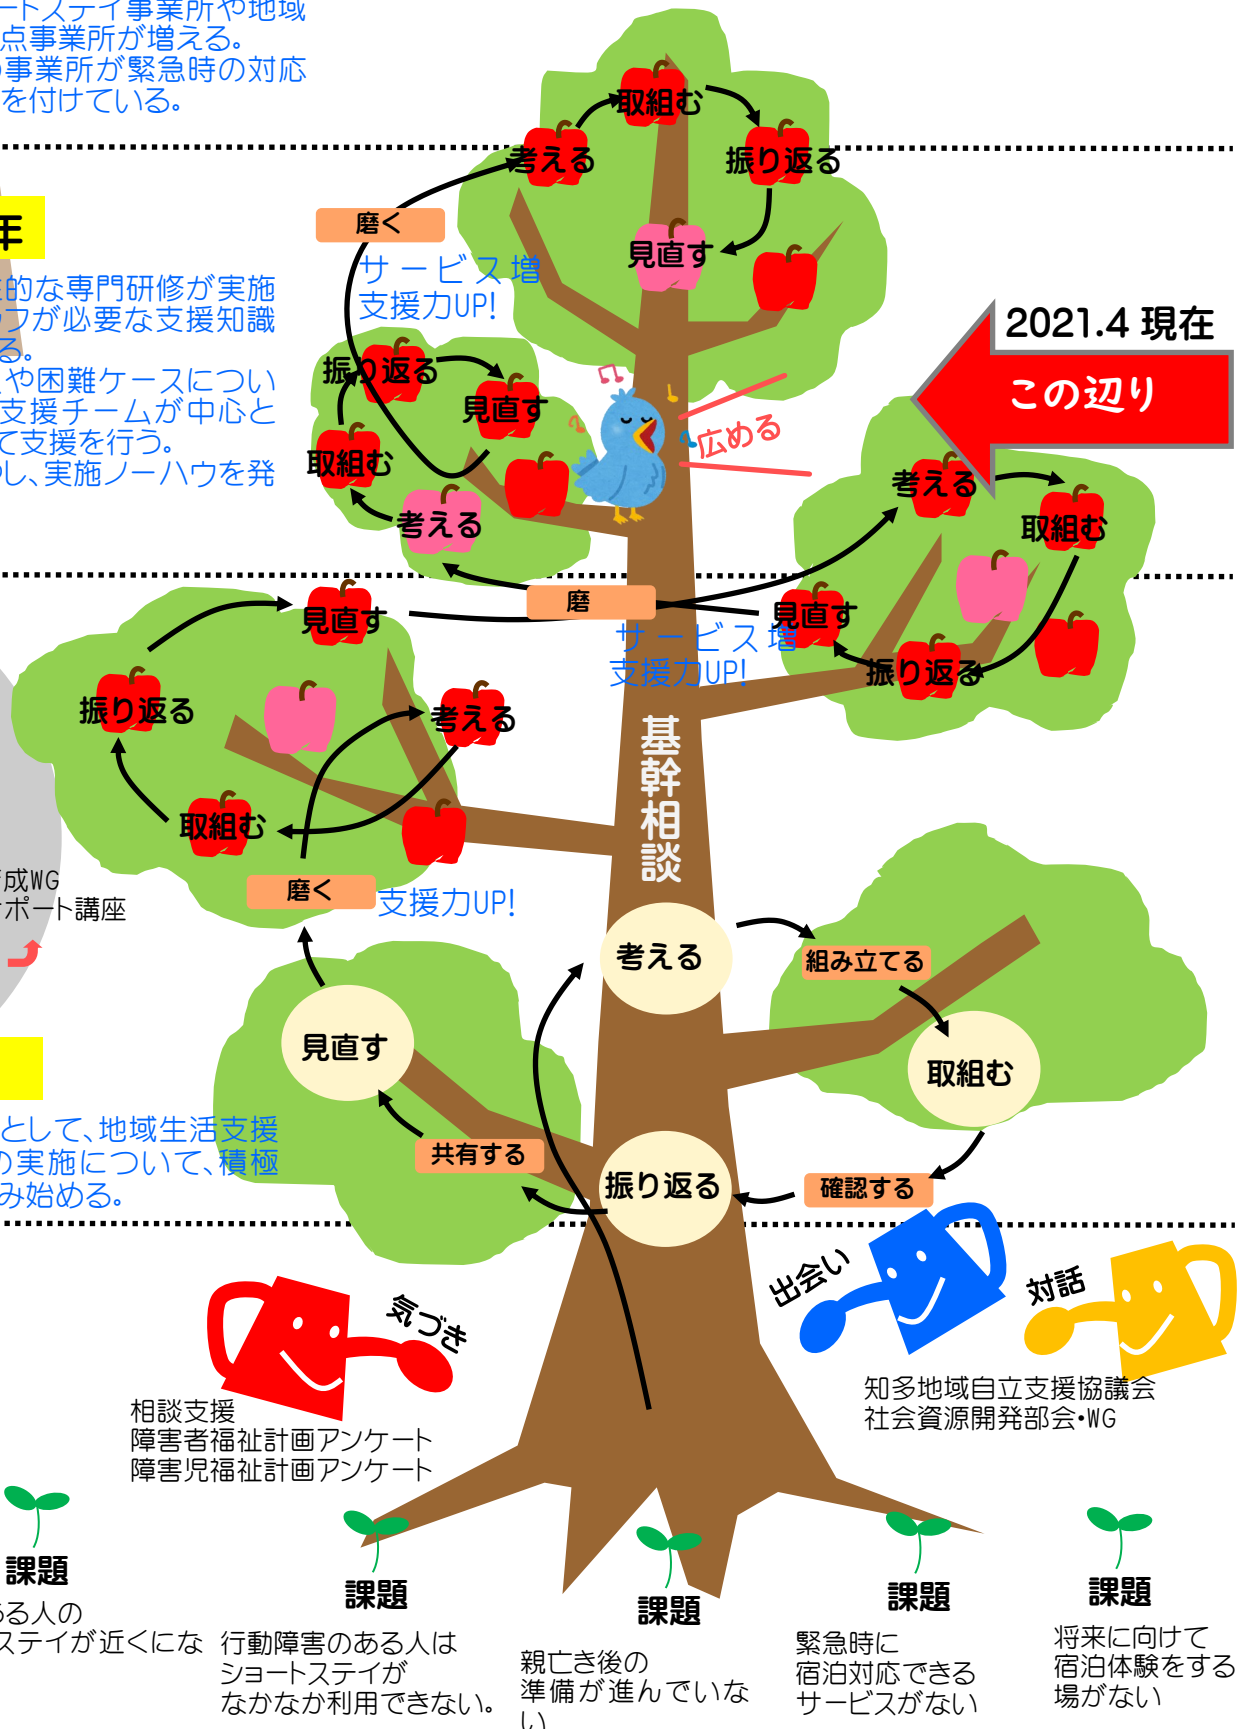 ートステイ事業所や地域
点事業所が増える。
事業所が緊急時の対応
を付けている。
取組む
考える
振り返る
見直す
磨く
サービス増
支援力UP!
年
的な専門研修が実施
フが必要な支援知識
る。
や困難ケースについ
支援チームが中心と
て支援を行う。
し、実施ノーハウを発
2021.4 現在
この辺り
振り返る
見直す
取組む
考える
広める
考える
取組む
見直す
振り返る
磨
サービス増
支援力UP!
見直す
振り返る
考える
取組む
基幹相談
成WG
ポート講座
磨く
支援力UP!
考える
組み立てる
見直す
取組む
として、地域生活支援
の実施について、積極
み始める。
共有する
振り返る
確認する
気づき
出会い
対話
相談支援
障害者福祉計画アンケート
障害児福祉計画アンケート
知多地域自立支援協議会
社会資源開発部会・WG
課題
ある人の
ステイが近くにな
課題
行動障害のある人は
ショートステイが
なかなか利用できない。
課題
親亡き後の
準備が進んでいな
い
課題
緊急時に
宿泊対応できる
サービスがない
課題
将来に向けて
宿泊体験をする
場がない